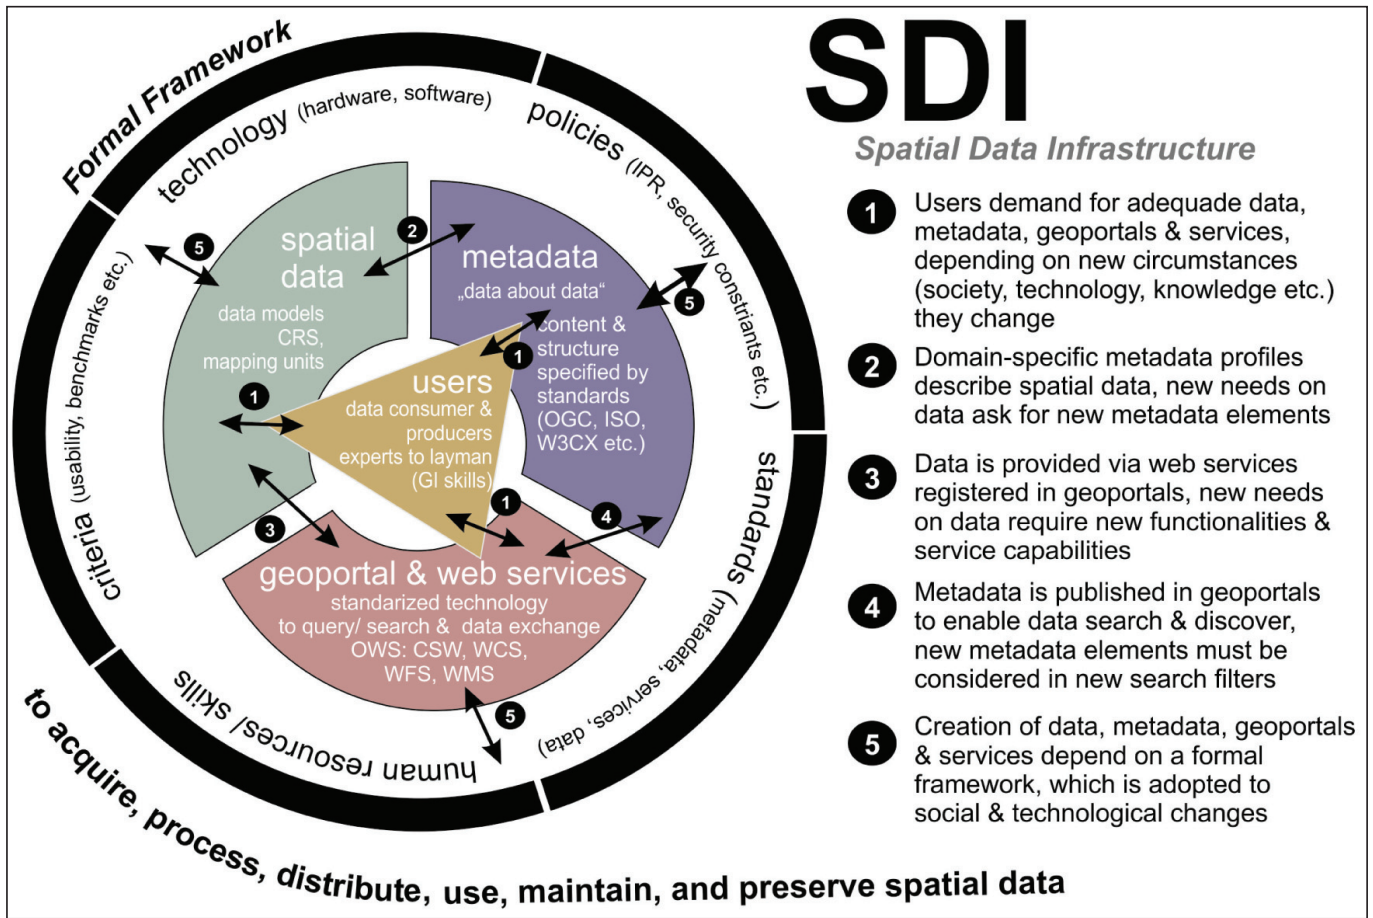 Formal Framework
technology (hardware, software)
policies (IPR, security constriants etc.)
criteria (usability, benchmarks etc.)
standards (metadata, services, data)
human resources/ skills
to acquire, process, distribute, use, maintain, and preserve spatial data
spatial
data
data models
CRS,
mapping units
metadata
„data about data“
content &
structure
specified by
standards
(OGC, ISO,
W3CX etc.)
users
data consumer &
producers
experts to layman
(GI skills)
geoportal & web services
standarized technology
to query/ search & data exchange
OWS: CSW, WCS,
WFS, WMS
5
2
5
1
1
3
1
4
5
SDI
Spatial Data Infrastructure
1
Users demand for adequade data,
metadata, geoportals & services,
depending on new circumstances
(society, technology, knowledge etc.)
they change
2
Domain-specific metadata profiles
describe spatial data, new needs on
data ask for new metadata elements
3
Data is provided via web services
registered in geoportals, new needs
on data require new functionalities &
service capabilities
4
Metadata is published in geoportals
to enable data search & discover,
new metadata elements must be
considered in new search filters
5
Creation of data, metadata, geoportals
& services depend on a formal
framework, which is adopted to
social & technological changes